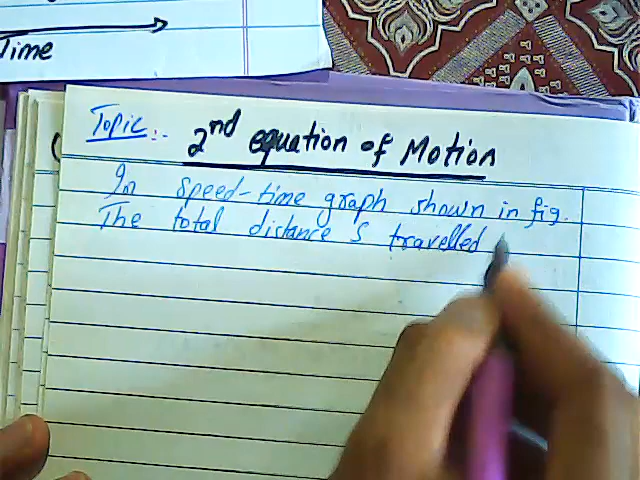 Time
Topic:-
2nd equation of Motion
In speed-time graph shown in fig.
The total distance S travelled